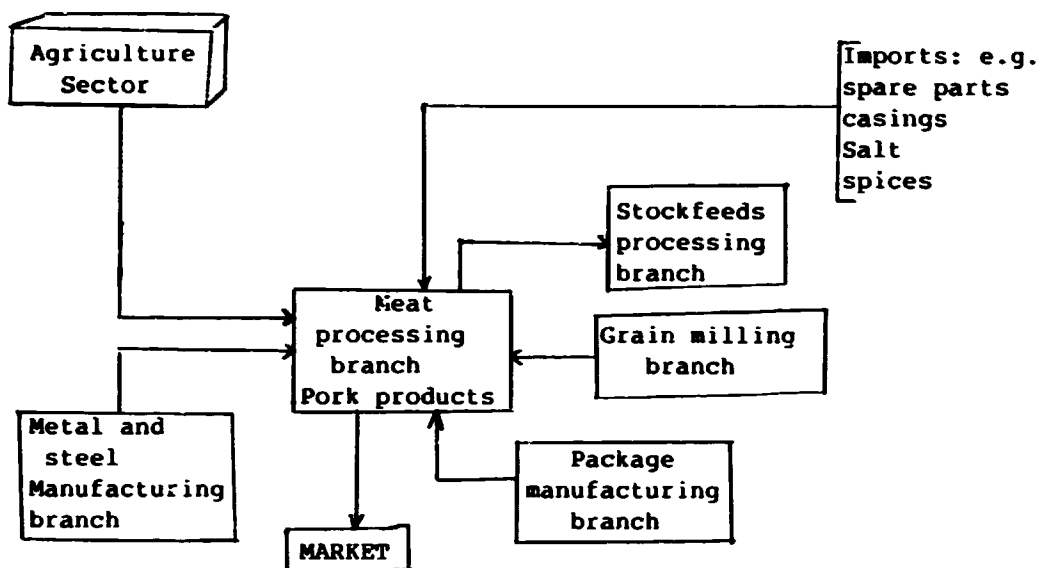 Agriculture
Sector
Imports: e.g.
spare parts
casings
Salt
spices
Stockfeeds
processing
branch
Meat
processing
branch
Pork products
Grain milling
branch
Metal and
steel
Manufacturing
branch
Package
manufacturing
branch
MARKET